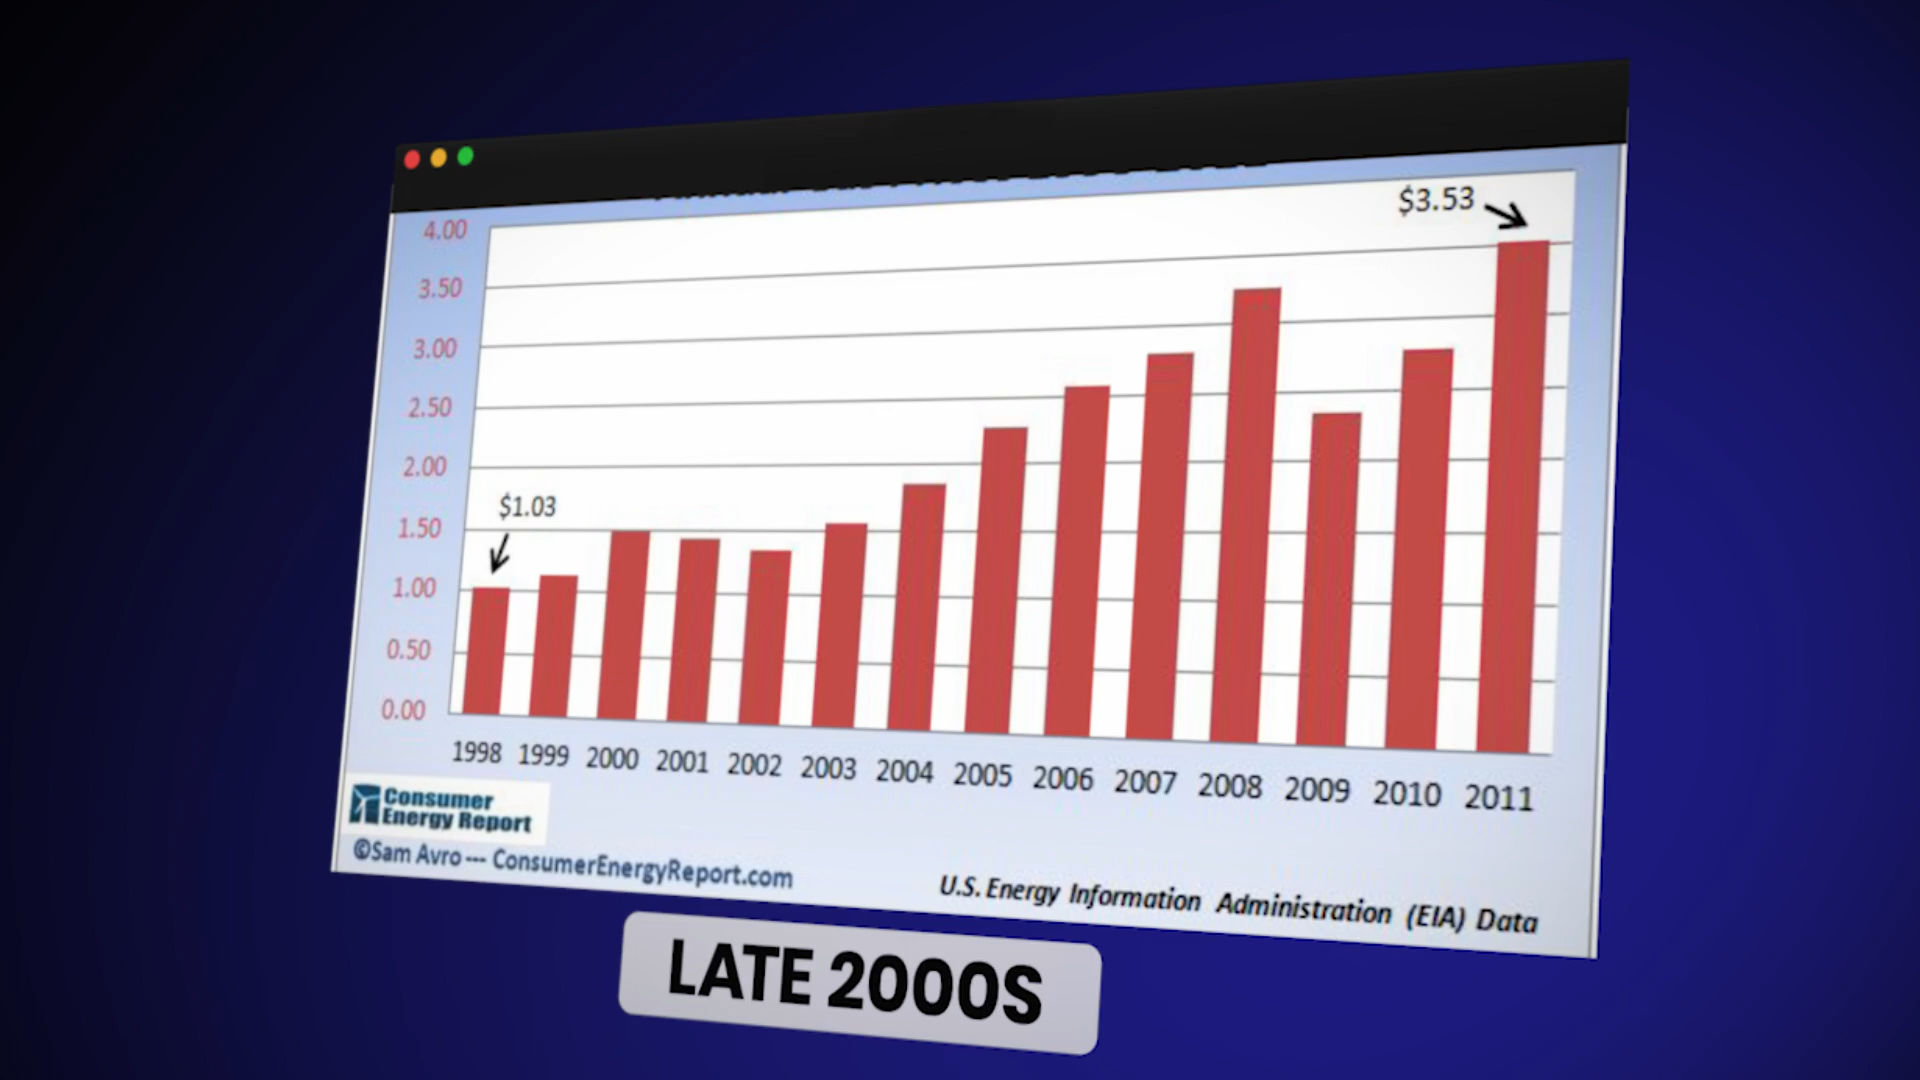 $3.53
4.00
3.50
3.00
2.50
2.00
$1.03
1.50
1.00
0.50
0.00
1998 1999 2000 2001 2002 2003 2004 2005 2006 2007 2008 2009 2010 2011
Consumer
Energy Report
©Sam Avro --- ConsumerEnergyReport.com
U.S. Energy Information Administration (EIA) Data
LATE 2000S